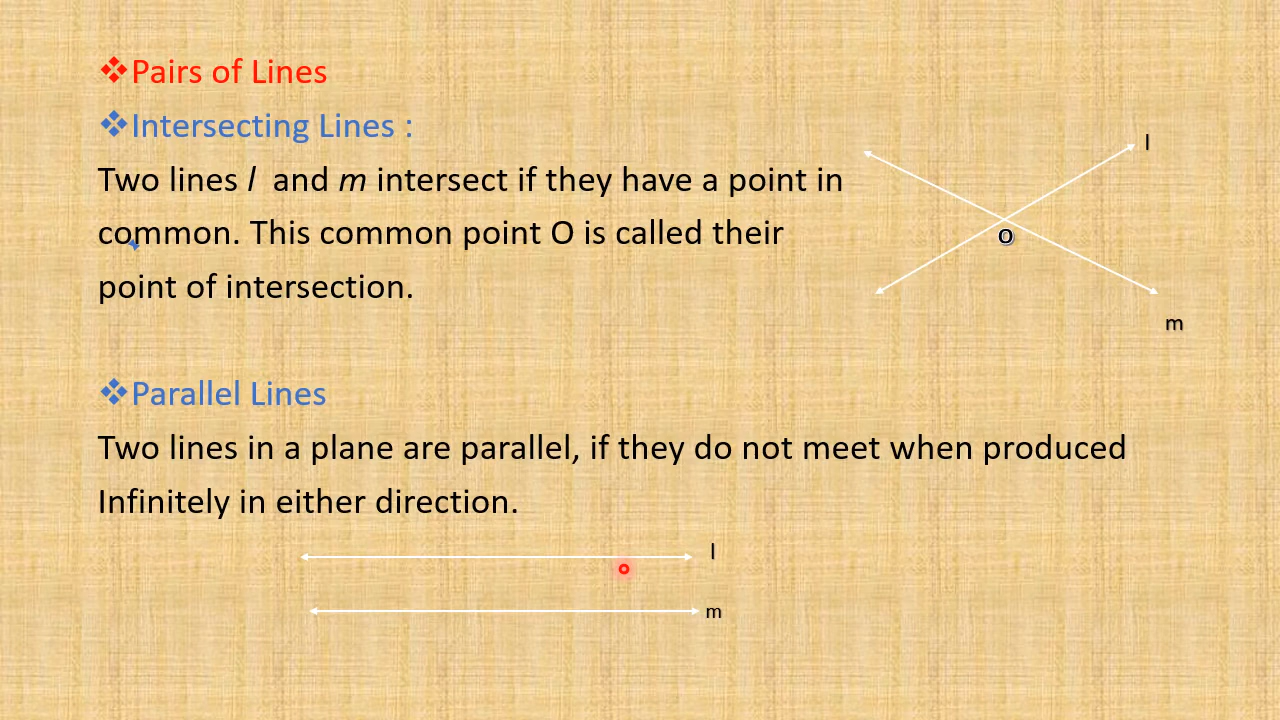 ❖Pairs of Lines
❖Intersecting Lines :
Two lines l and m intersect if they have a point in
common. This common point O is called their
point of intersection.
l
O
m
❖Parallel Lines
Two lines in a plane are parallel, if they do not meet when produced
Infinitely in either direction.
l
m